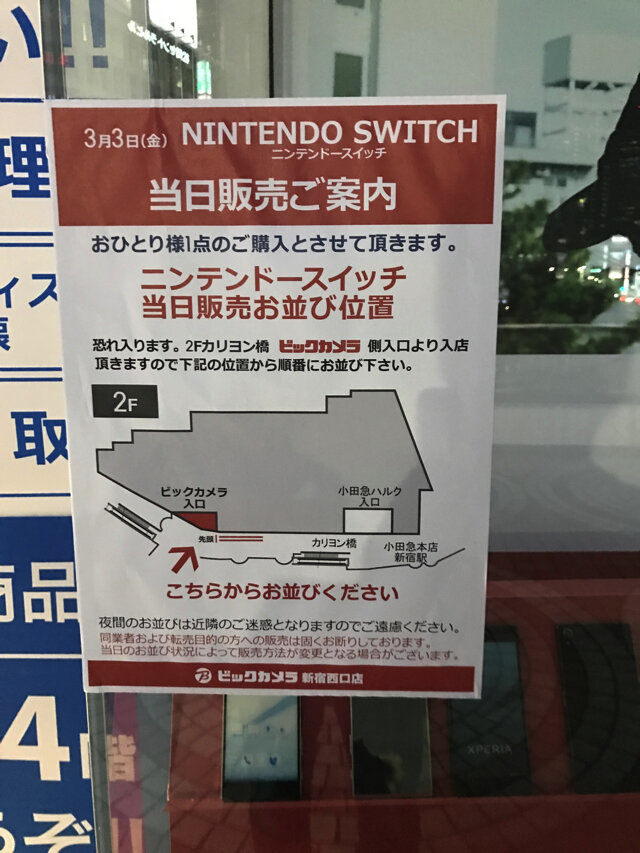 3月3日(金) NINTENDO SWITCH
ニンテンドースイッチ
当日販売ご案内
おひとり様1点のご購入とさせて頂きます。
ニンテンドースイッチ
当日販売お並び位置
恐れ入ります。2Fカリヨン橋 ビックカメラ 側入口より入店
頂きますので下記の位置から順番にお並び下さい。
2F
ビックカメラ
入口
小田急ハルク
入口
先頭
カリヨン橋
小田急本店
新宿駅
こちらからお並びください
夜間のお並びは近隣のご迷惑となりますのでご遠慮ください。
同業者および転売目的の方への販売は固くお断りしております。
当日のお並び状況によって販売方法が変更となる場合がございます。
ビックカメラ 新宿西口店
い
!!
理
ィス
取
商品
4階
らぞ!!
XPERIA